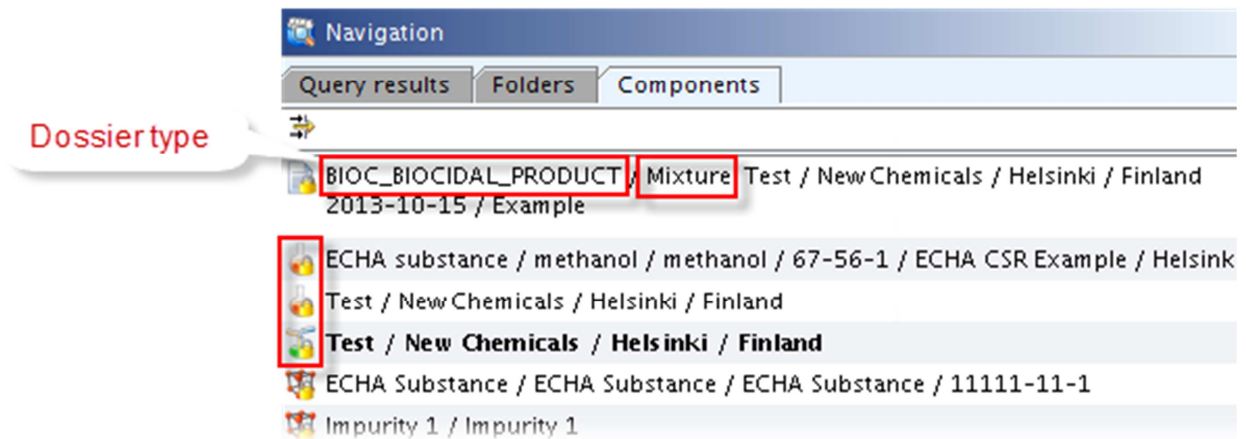 Navigation
Query results Folders Components
Dossier type
BIOC_BIOCIDAL_PRODUCT / Mixture Test / New Chemicals / Helsinki / Finland
2013-10-15 / Example
ECHA substance / methanol / methanol / 67-56-1 / ECHA CSR Example / Helsink
Test / New Chemicals / Helsinki / Finland
Test / New Chemicals / Helsinki / Finland
ECHA Substance / ECHA Substance / ECHA Substance / 11111-11-1
Impurity 1 / Impurity 1